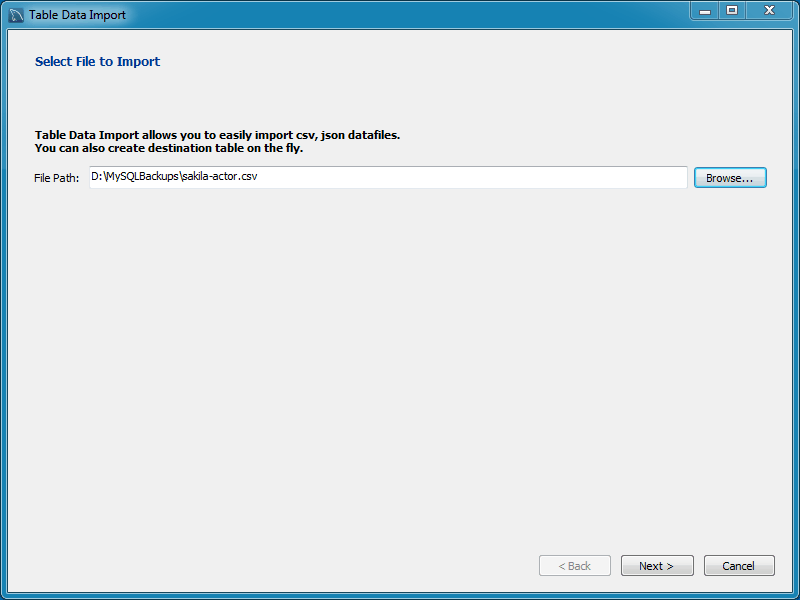 Table Data Import
Select File to Import
Table Data Import allows you to easily import csv, json datafiles.
You can also create destination table on the fly.
File Path: D:\MySQLBackups\sakila-actor.csv Browse...
< Back Next > Cancel